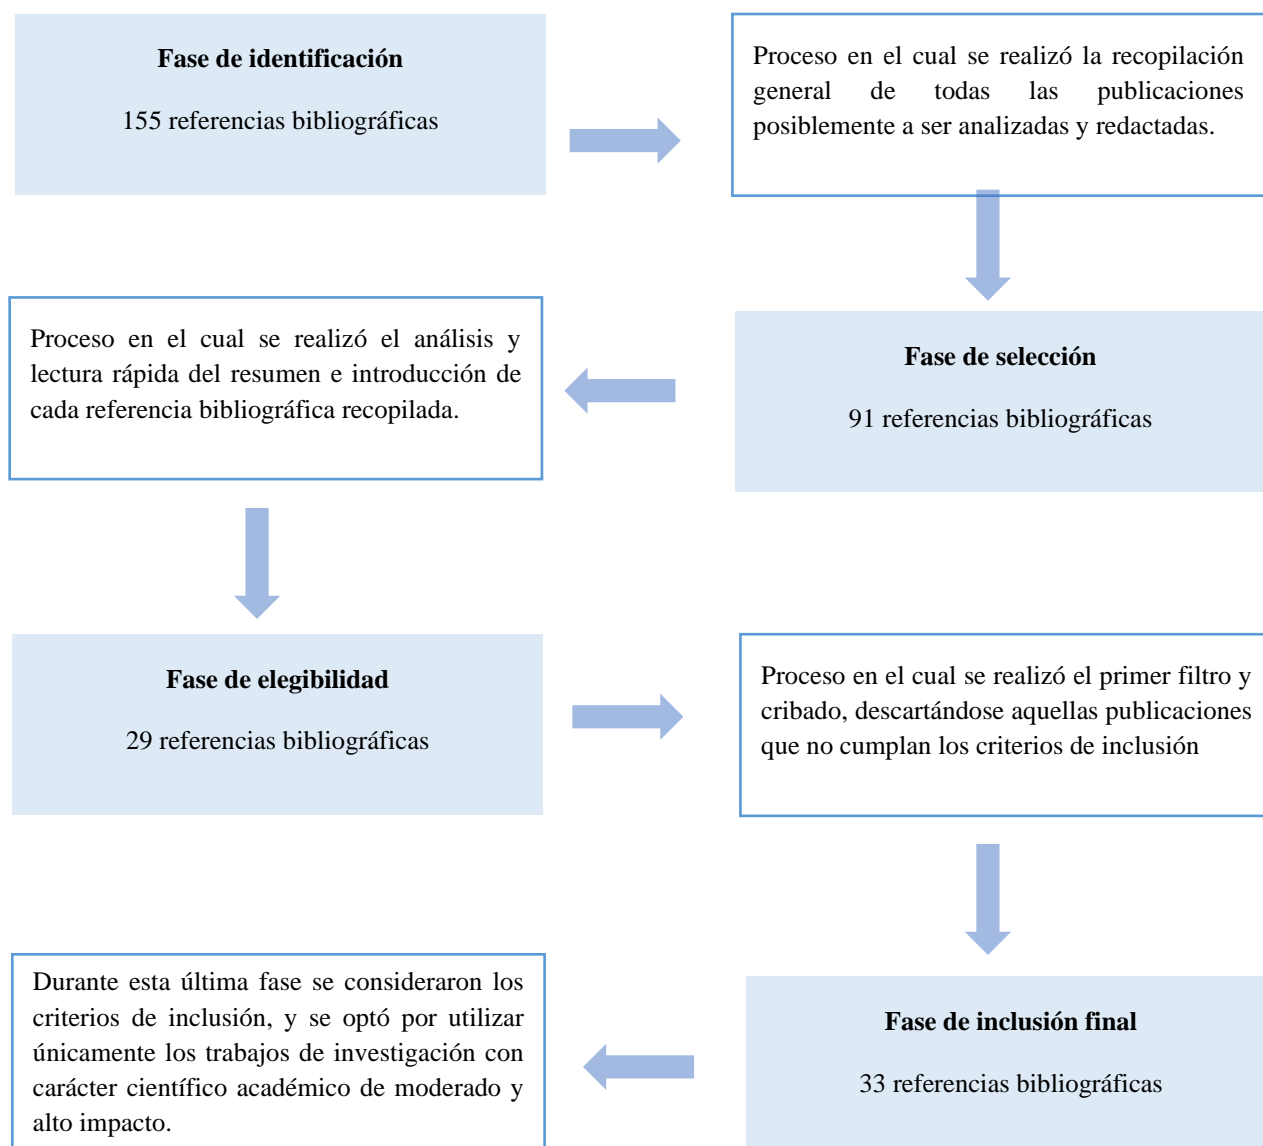 Fase de identificación
155 referencias bibliográficas
Proceso en el cual se realizó la recopilación
general de todas las publicaciones
posiblemente a ser analizadas y redactadas.
Proceso en el cual se realizó el análisis y
lectura rápida del resumen e introducción de
cada referencia bibliográfica recopilada.
Fase de selección
91 referencias bibliográficas
Fase de elegibilidad
29 referencias bibliográficas
Proceso en el cual se realizó el primer filtro y
cribado, descartándose aquellas publicaciones
que no cumplan los criterios de inclusión
Durante esta última fase se consideraron los
criterios de inclusión, y se optó por utilizar
únicamente los trabajos de investigación con
carácter científico académico de moderado y
alto impacto.
Fase de inclusión final
33 referencias bibliográficas